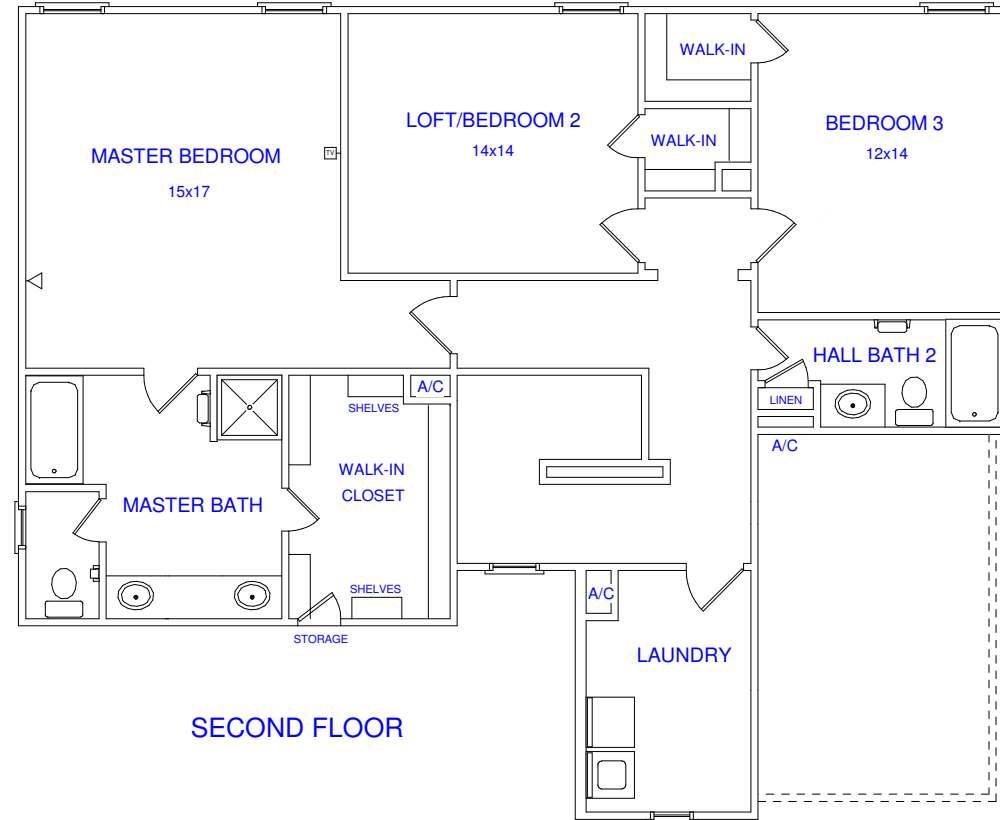 WALK-IN
LOFT/BEDROOM 2
14x14
WALK-IN
BEDROOM 3
12x14
MASTER BEDROOM
15x17
TV
HALL BATH 2
LINEN
A/C
A/C
SHELVES
WALK-IN
CLOSET
MASTER BATH
SHELVES
STORAGE
A/C
LAUNDRY
SECOND FLOOR